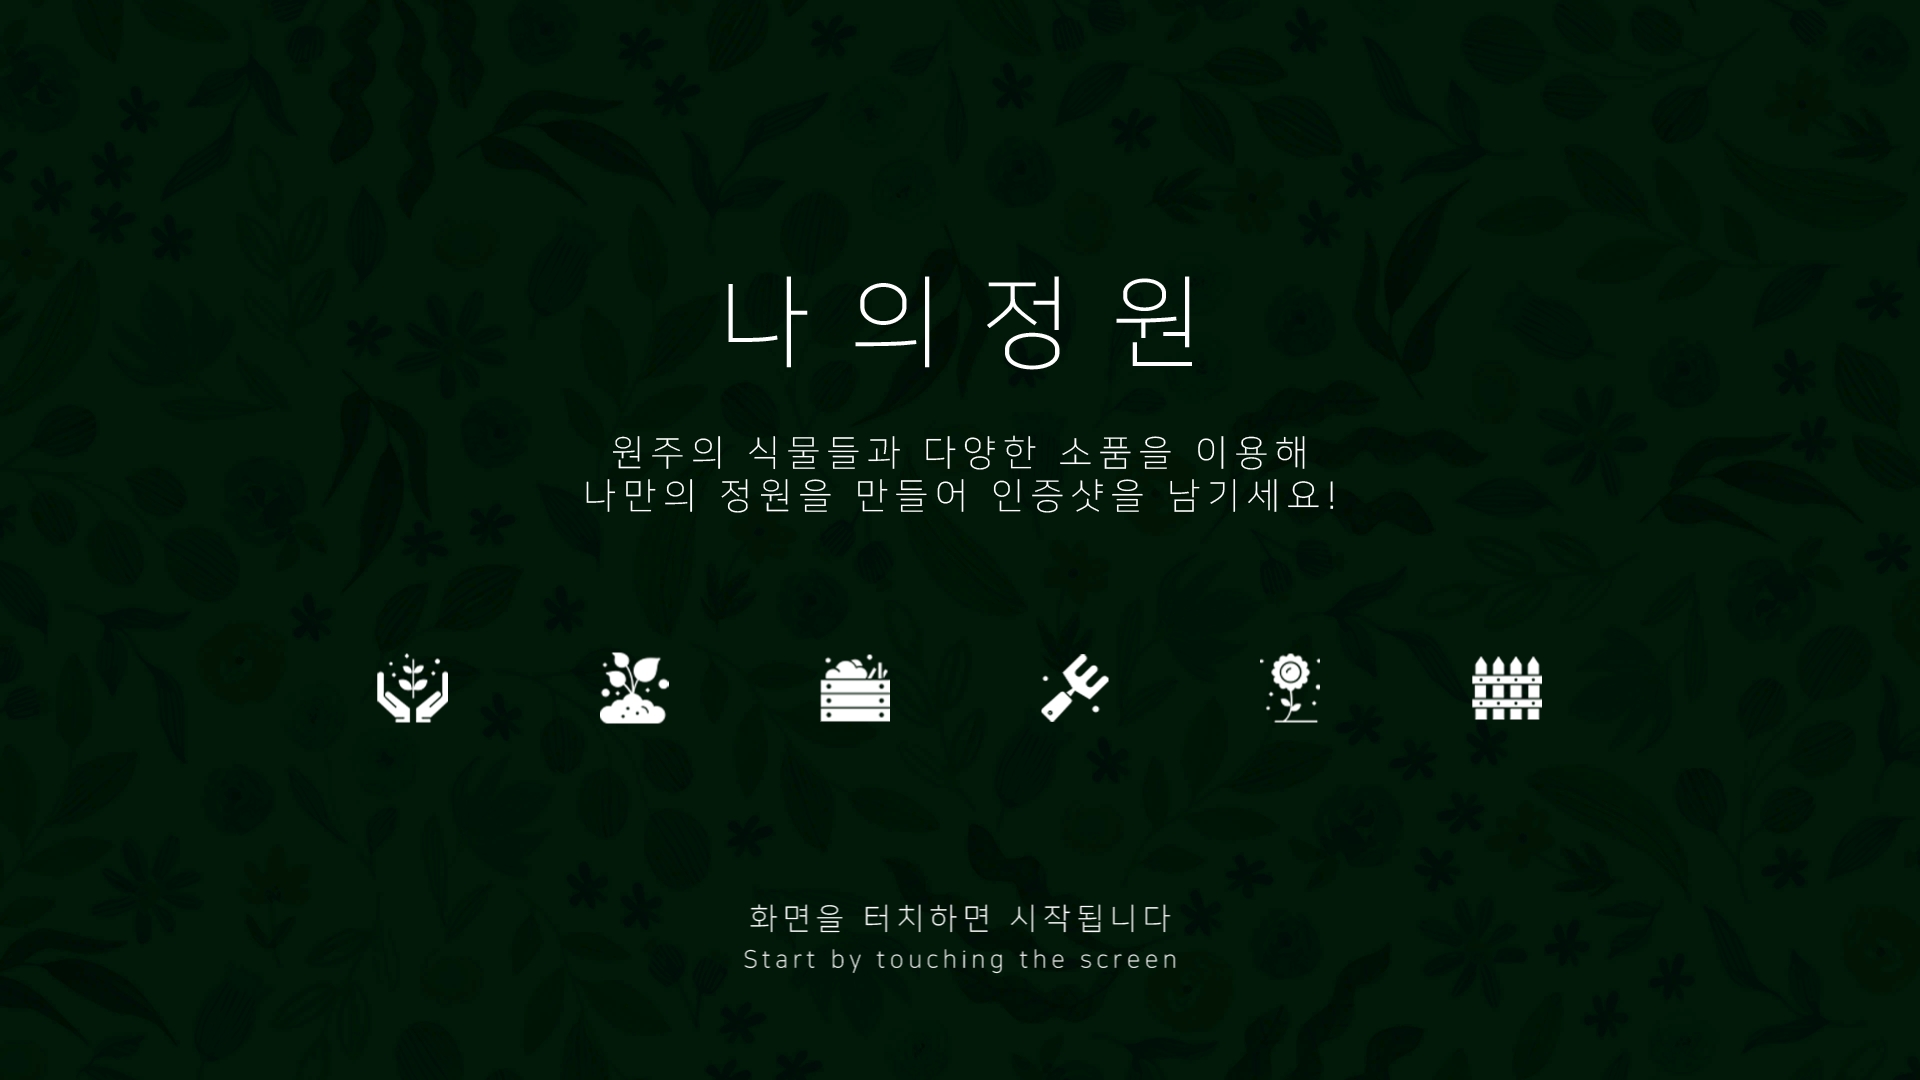 나의정원
원주의 식물들과 다양한 소품을 이용해
나만의 정원을 만들어 인증샷을 남기세요!
화면을 터치하면 시작됩니다
Start by touching the screen